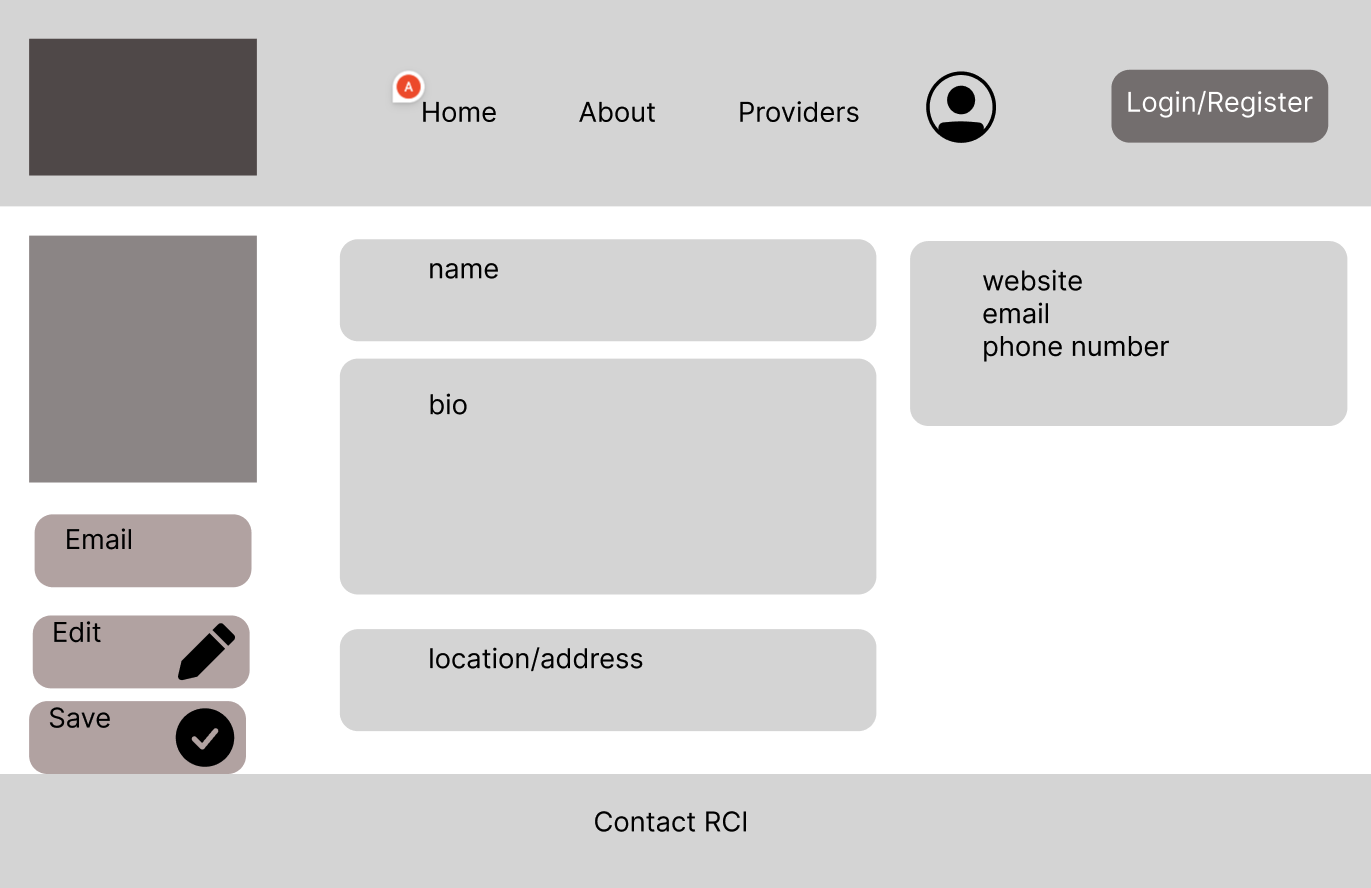 A
Home
About
Providers
Login/Register
name
website
email
phone number
bio
Email
Edit
location/address
Save
Contact RCI